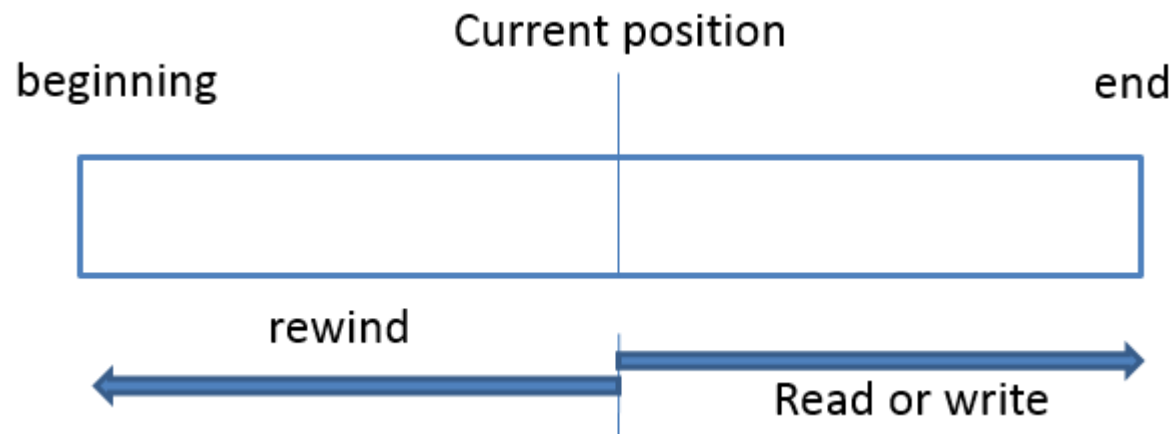 Current position
beginning
end
rewind
Read or write